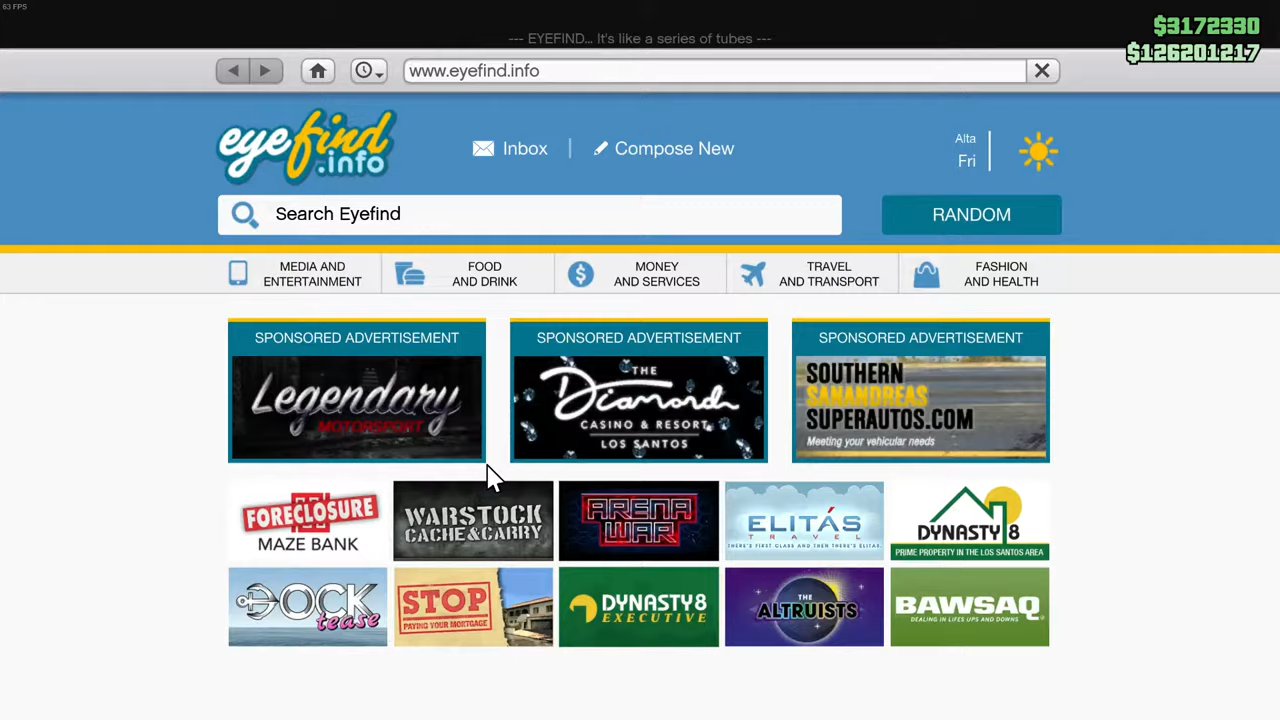 63 FPS
$3172330
--- EYEFIND... It's like a series of tubes ---
$126201217
www.eyefind.info
eyefind
.info
Inbox
Compose New
Alta
Fri
Search Eyefind
RANDOM
MEDIA AND
ENTERTAINMENT
FOOD
AND DRINK
MONEY
AND SERVICES
TRAVEL
AND TRANSPORT
FASHION
AND HEALTH
SPONSORED ADVERTISEMENT
Legendary
MOTORSPORT
SPONSORED ADVERTISEMENT
THE
Diamond
CASINO & RESORT
LOS SANTOS
SPONSORED ADVERTISEMENT
SOUTHERN
SANANDREAS
SUPERAUTOS.COM
Meeting your vehicular needs
FORECLOSURE
MAZE BANK
WARSTOCK
CACHE & CARRY
ARENA
WAR
ELITÁS
TRAVEL
THERE'S FIRST CLASS AND THEN THERE'S ELITAS.
DYNASTY 8
PRIME PROPERTY IN THE LOS SANTOS AREA
DOCK
tease
STOP
PAYING YOUR MORTGAGE
DYNASTY 8
EXECUTIVE
THE
ALTRUISTS
BAWSAQ
DEALING IN LIFES UPS AND DOWNS